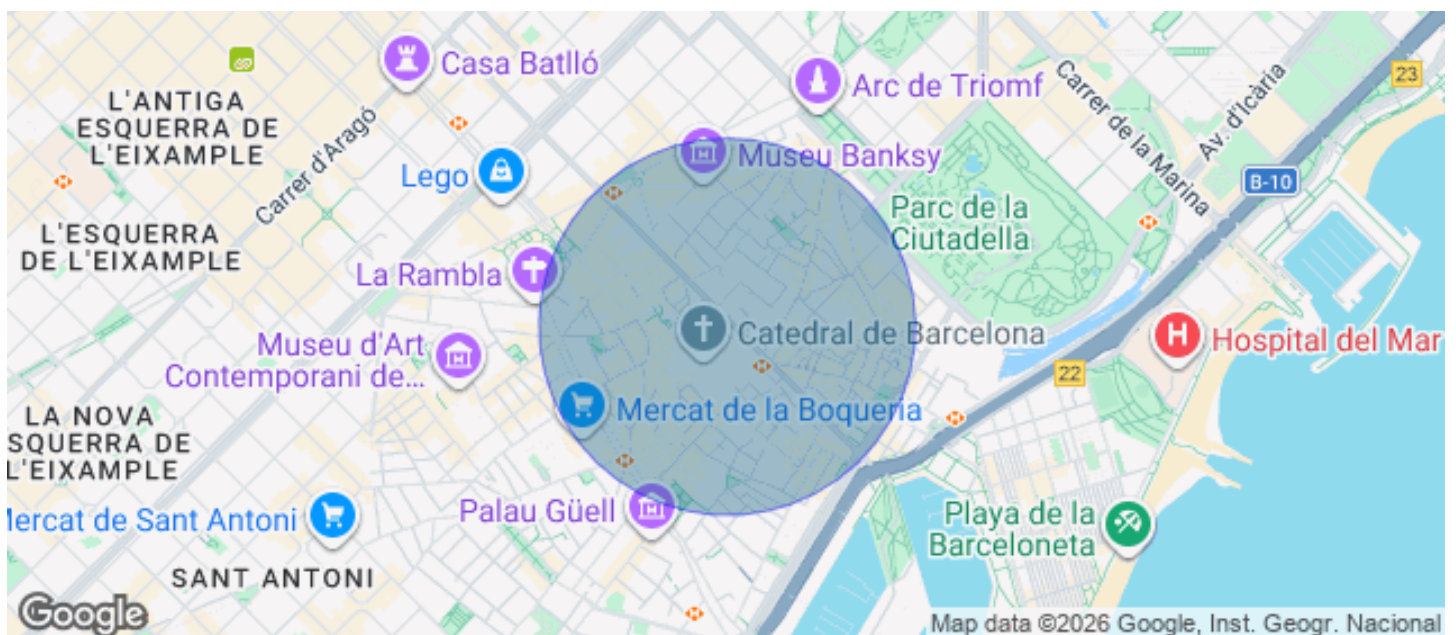 Casa Batlló
L'ANTIGA
ESQUERRA DE
L'EIXAMPLE
Carrer d'Aragó
Lego
Arc de Triomf
Museu Banksy
Carrer de la Marina
Av. d'Icària
23
B-10
Parc de la
Ciutadella
L'ESQUERRA
DE L'EIXAMPLE
La Rambla
Museu d'Art
Contemporani de...
Catedral de Barcelona
Hospital del Mar
22
LA NOVA
SQUERRA DE
L'EIXAMPLE
Mercat de la Boqueria
Mercat de Sant Antoni
Palau Güell
Playa de la
Barceloneta
SANT ANTONI
Google
Map data ©2026 Google, Inst. Geogr. Nacional